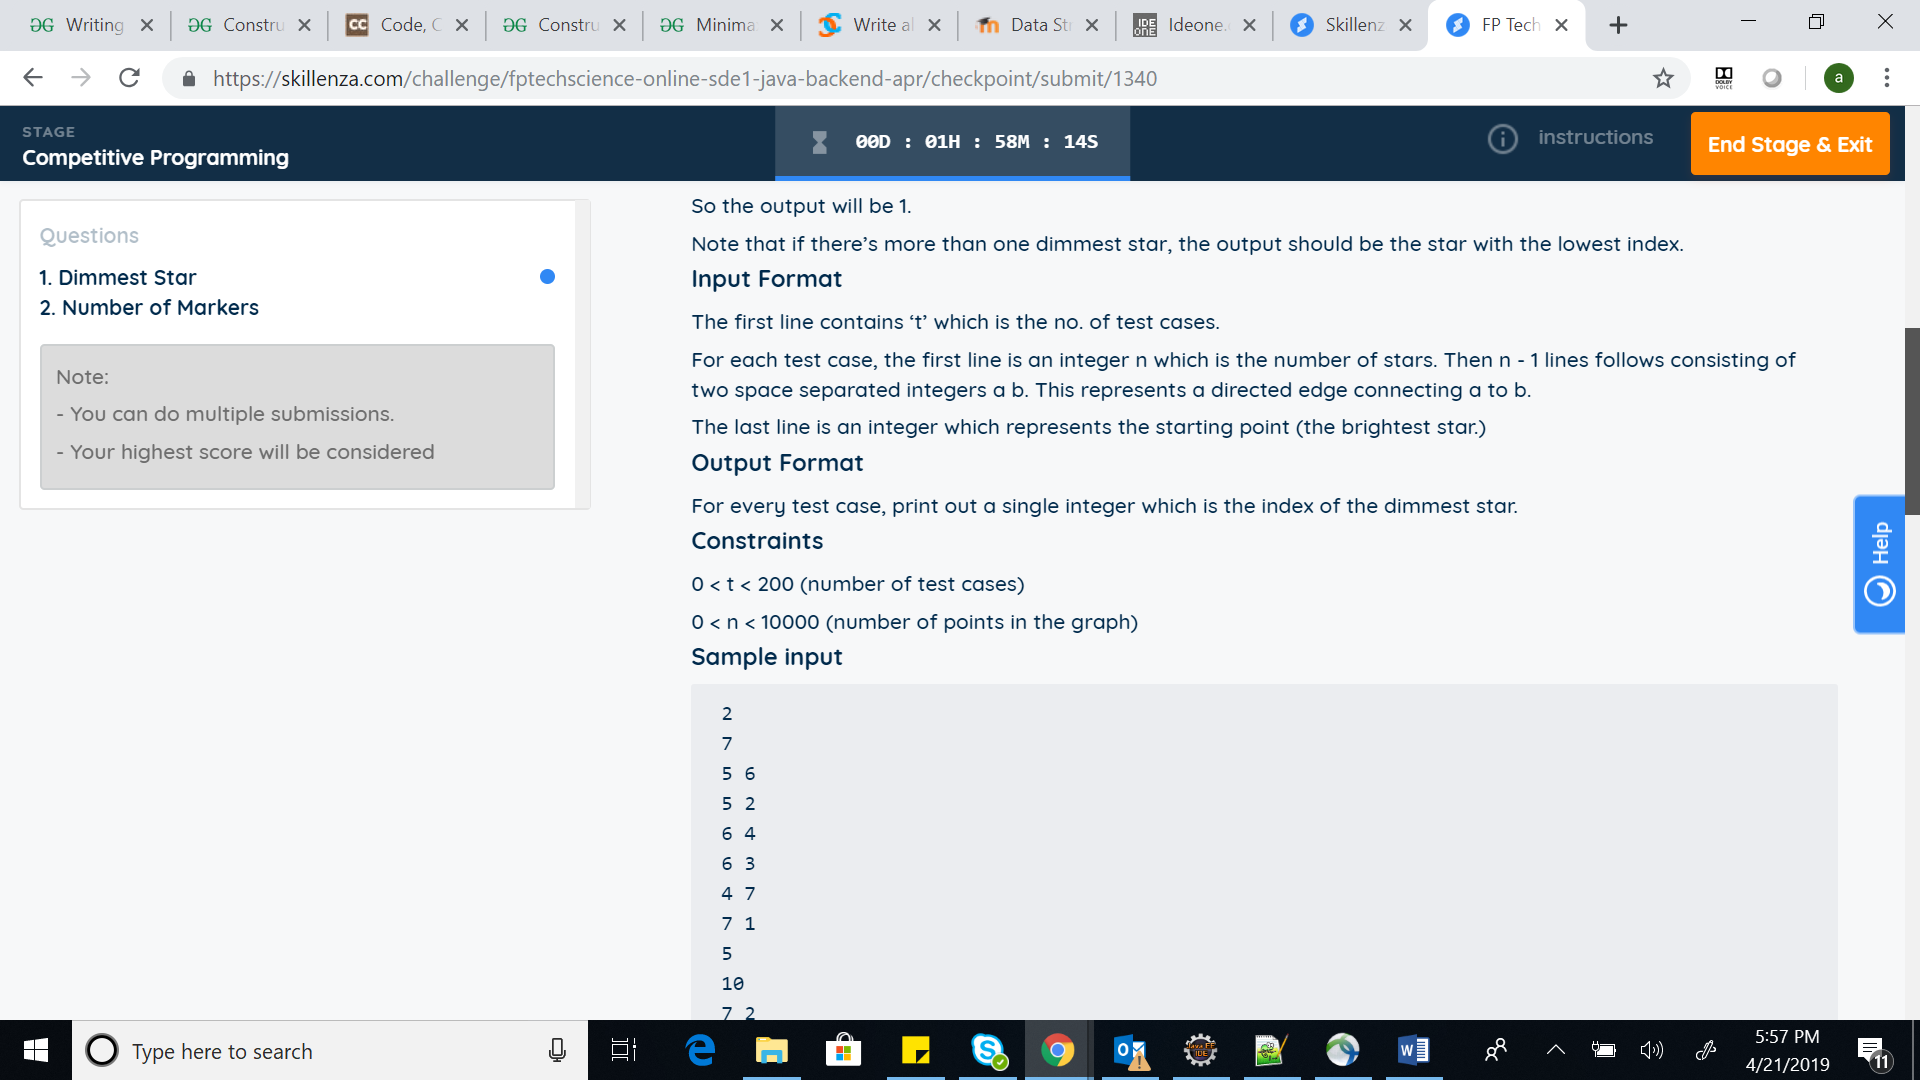 Writing
Constru
Code, C
Constru
Minima
Write al
Data St
Ideone.
Skillenz
FP Tech
https://skillenza.com/challenge/fptechscience-online-sde1-java-backend-apr/checkpoint/submit/1340
DOLBY VOICE
a
STAGE
Competitive Programming
00D : 01H : 58M : 14S
instructions
End Stage & Exit
Questions
1. Dimmest Star
2. Number of Markers
Note:
- You can do multiple submissions.
- Your highest score will be considered
So the output will be 1.
Note that if there’s more than one dimmest star, the output should be the star with the lowest index.
Input Format
The first line contains ‘t’ which is the no. of test cases.
For each test case, the first line is an integer n which is the number of stars. Then n - 1 lines follows consisting of
two space separated integers a b. This represents a directed edge connecting a to b.
The last line is an integer which represents the starting point (the brightest star.)
Output Format
For every test case, print out a single integer which is the index of the dimmest star.
Constraints
0 < t < 200 (number of test cases)
0 < n < 10000 (number of points in the graph)
Sample input
2
7
5 6
5 2
6 4
6 3
4 7
7 1
5
10
7 2
Help
Type here to search
5:57 PM
4/21/2019
11